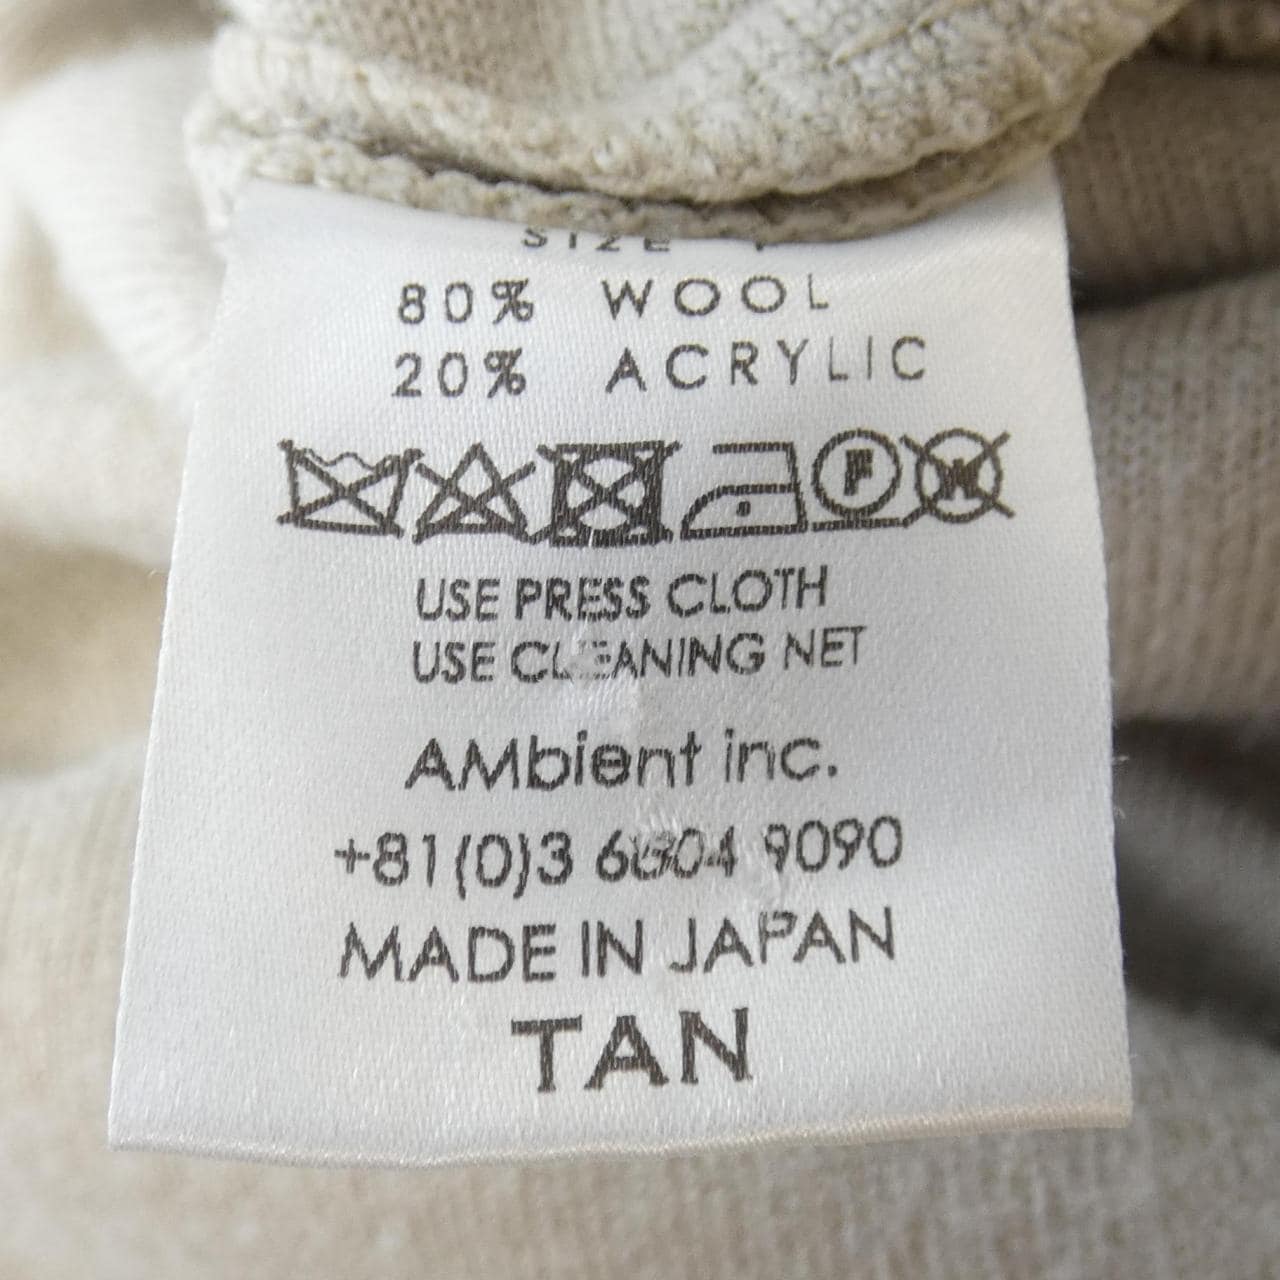 SIZE
80% WOOL
20% ACRYLIC
F W
USE PRESS CLOTH
USE CLEANING NET
AMbient inc.
+81(0)3 6804 9090
MADE IN JAPAN
TAN